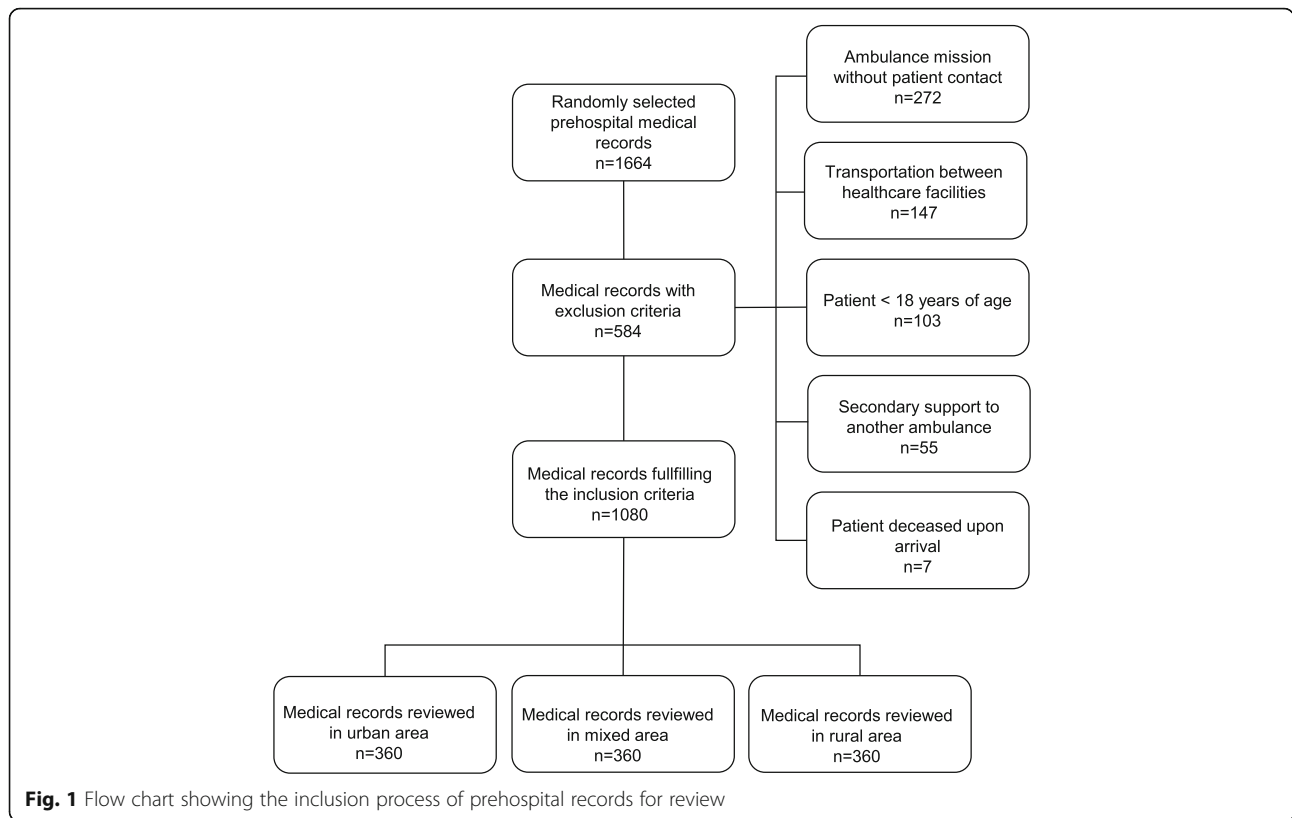 Randomly selected
prehospital medical
records
n=1664
Medical records with
exclusion criteria
n=584
Ambulance mission
without patient contact
n=272
Transportation between
healthcare facilities
n=147
Patient < 18 years of age
n=103
Secondary support to
another ambulance
n=55
Patient deceased upon
arrival
n=7
Medical records fullfilling
the inclusion criteria
n=1080
Medical records reviewed
in urban area
n=360
Medical records reviewed
in mixed area
n=360
Medical records reviewed
in rural area
n=360
Fig. 1 Flow chart showing the inclusion process of prehospital records for review